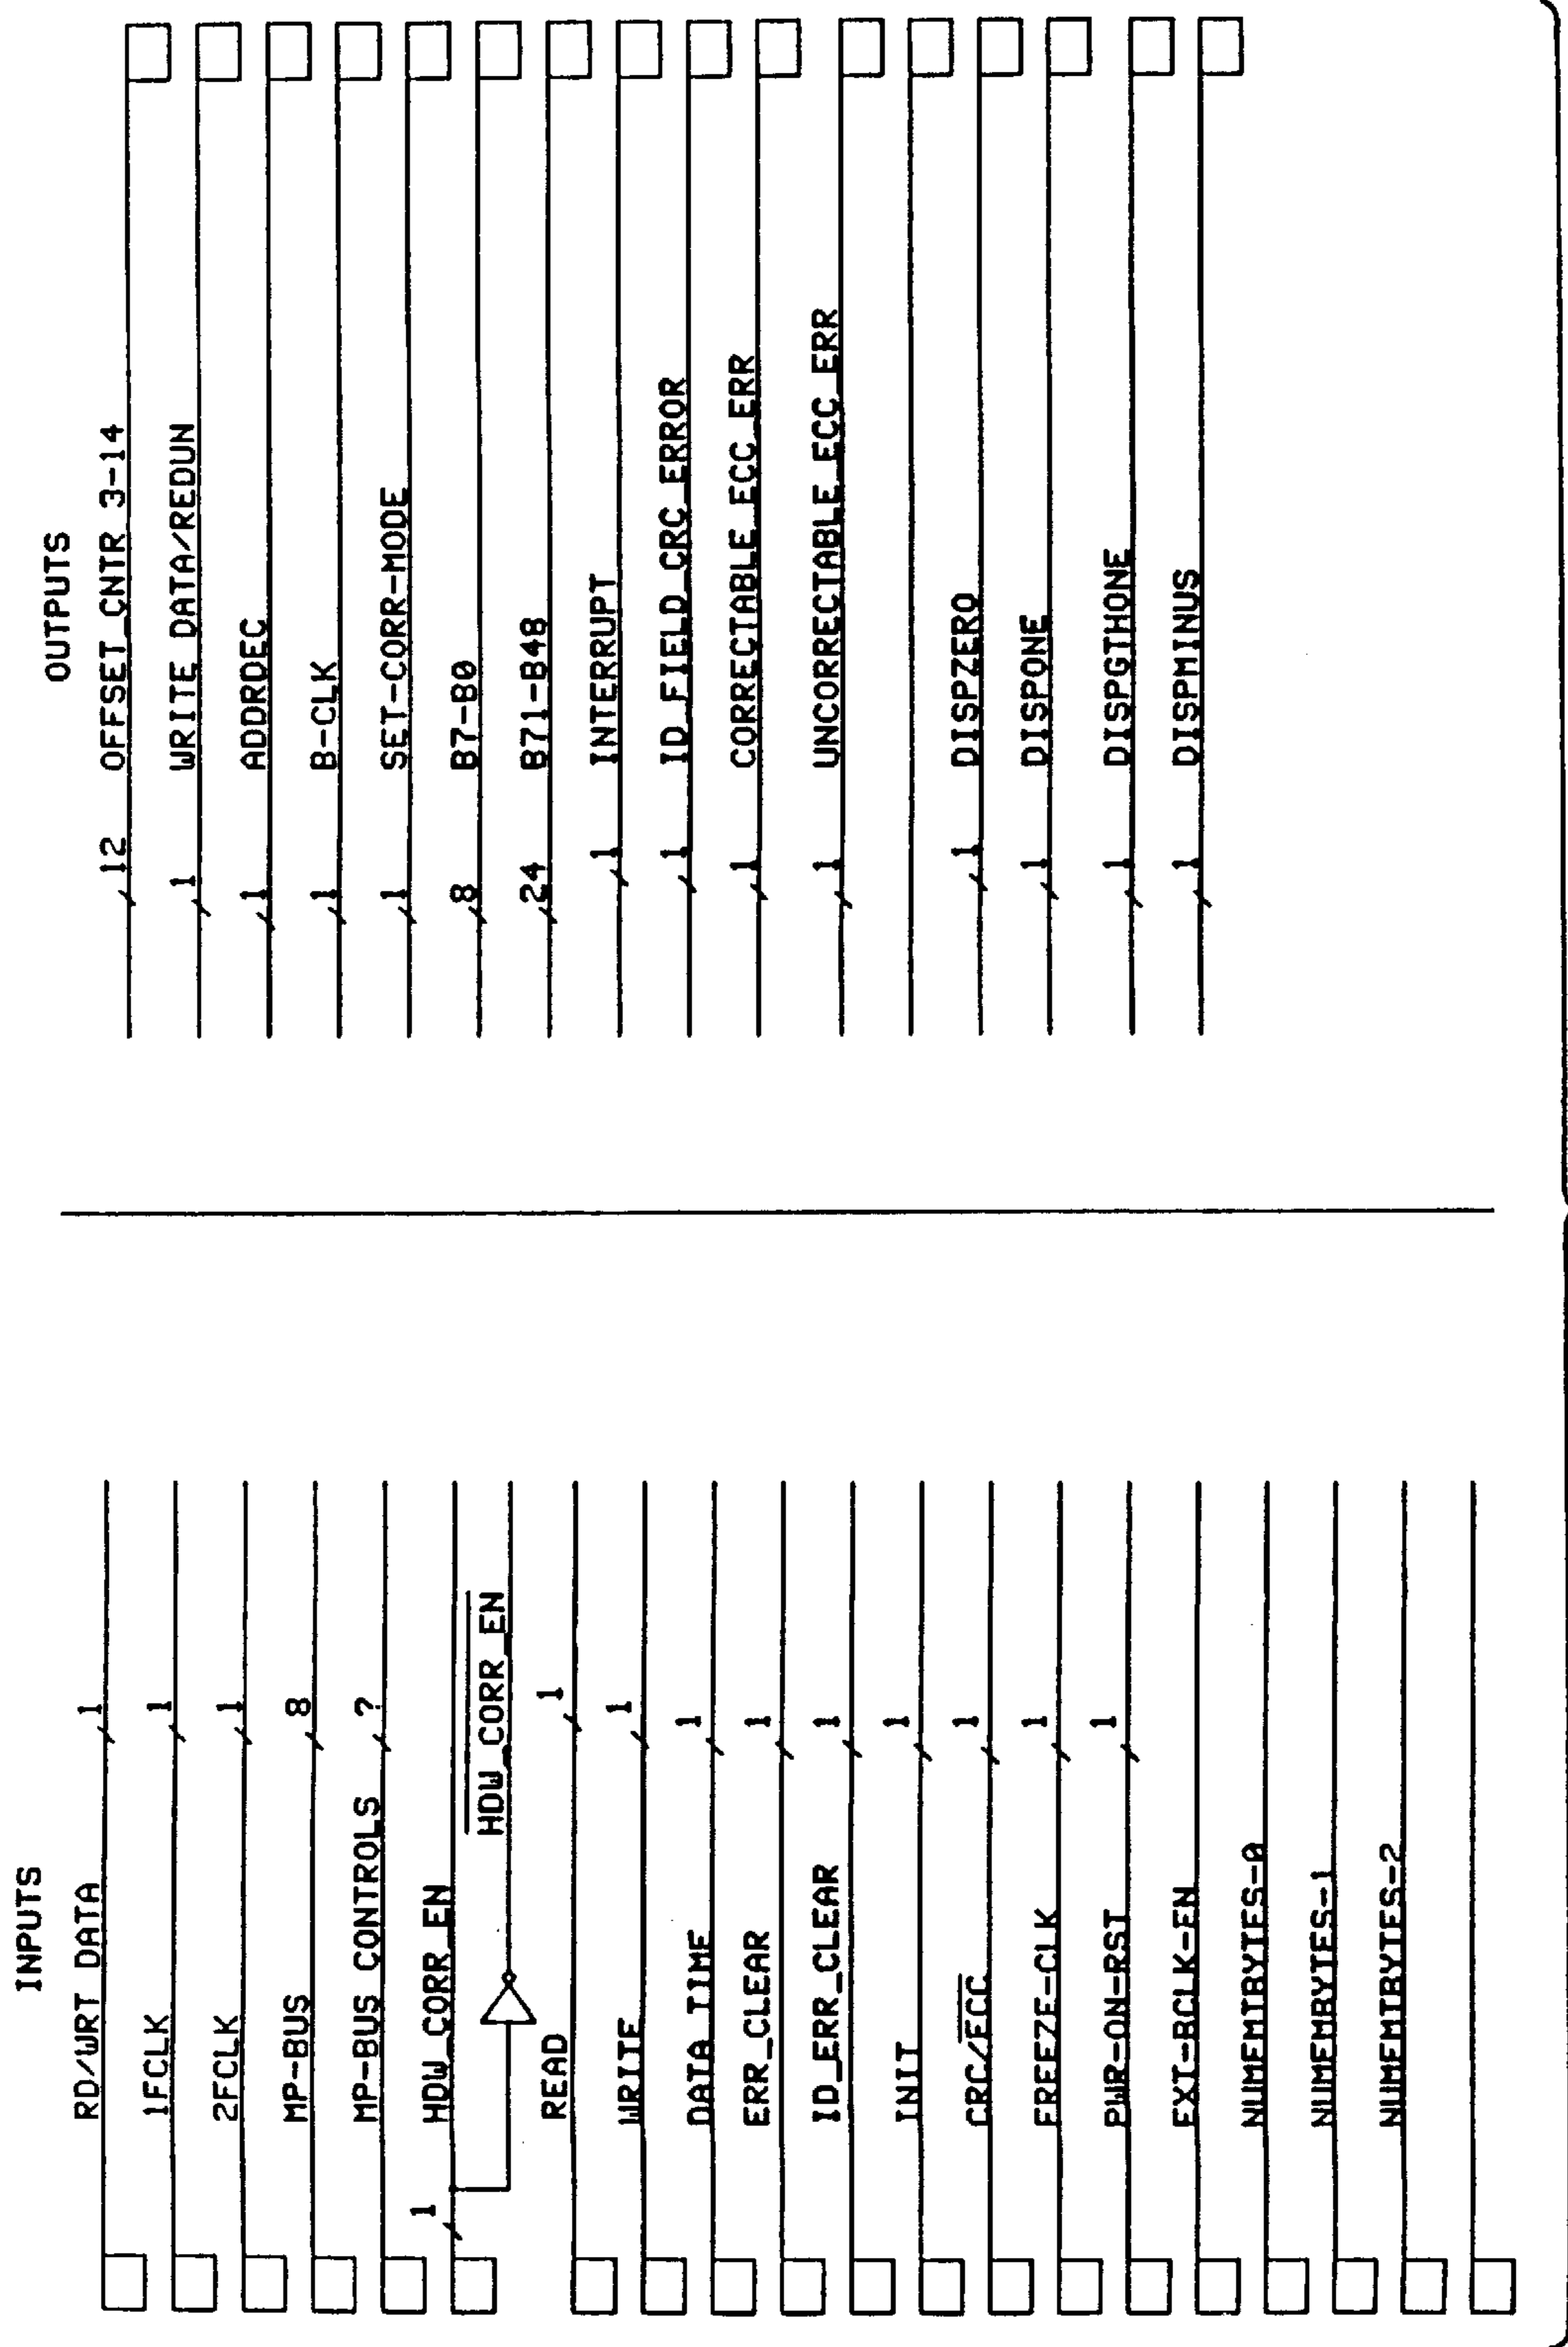 INPUTS
RD/WRT DATA 1
1FCLK 1
2FCLK 1
MP-BUS 8
MP-BUS CONTROLS ?
1 HDW_CORR_EN
HDW_CORR_EN
READ 1
WRITE 1
DATA TIME 1
ERR_CLEAR 1
ID_ERR_CLEAR 1
INIT 1
CRC/ECC 1
FREEZE-CLK 1
PWR-ON-RST 1
EXT-BCLK-EN
NUMEMTBYTES-0
NUMEMBYTES-1
NUMEMTBYTES-2
OUTPUTS
12 OFFSET_CNTR 3-14
1 WRITE DATA/REDUN
1 ADDRDEC
1 B-CLK
1 SET-CORR-MODE
8 B7-B0
24 B71-B48
1 INTERRUPT
1 ID_FIELD_CRC_ERROR
1 CORRECTABLE_ECC_ERR
1 UNCORRECTABLE_ECC_ERR
1 DISPZERO
1 DISPONE
1 DISPGTHONE
1 DISPMINUS